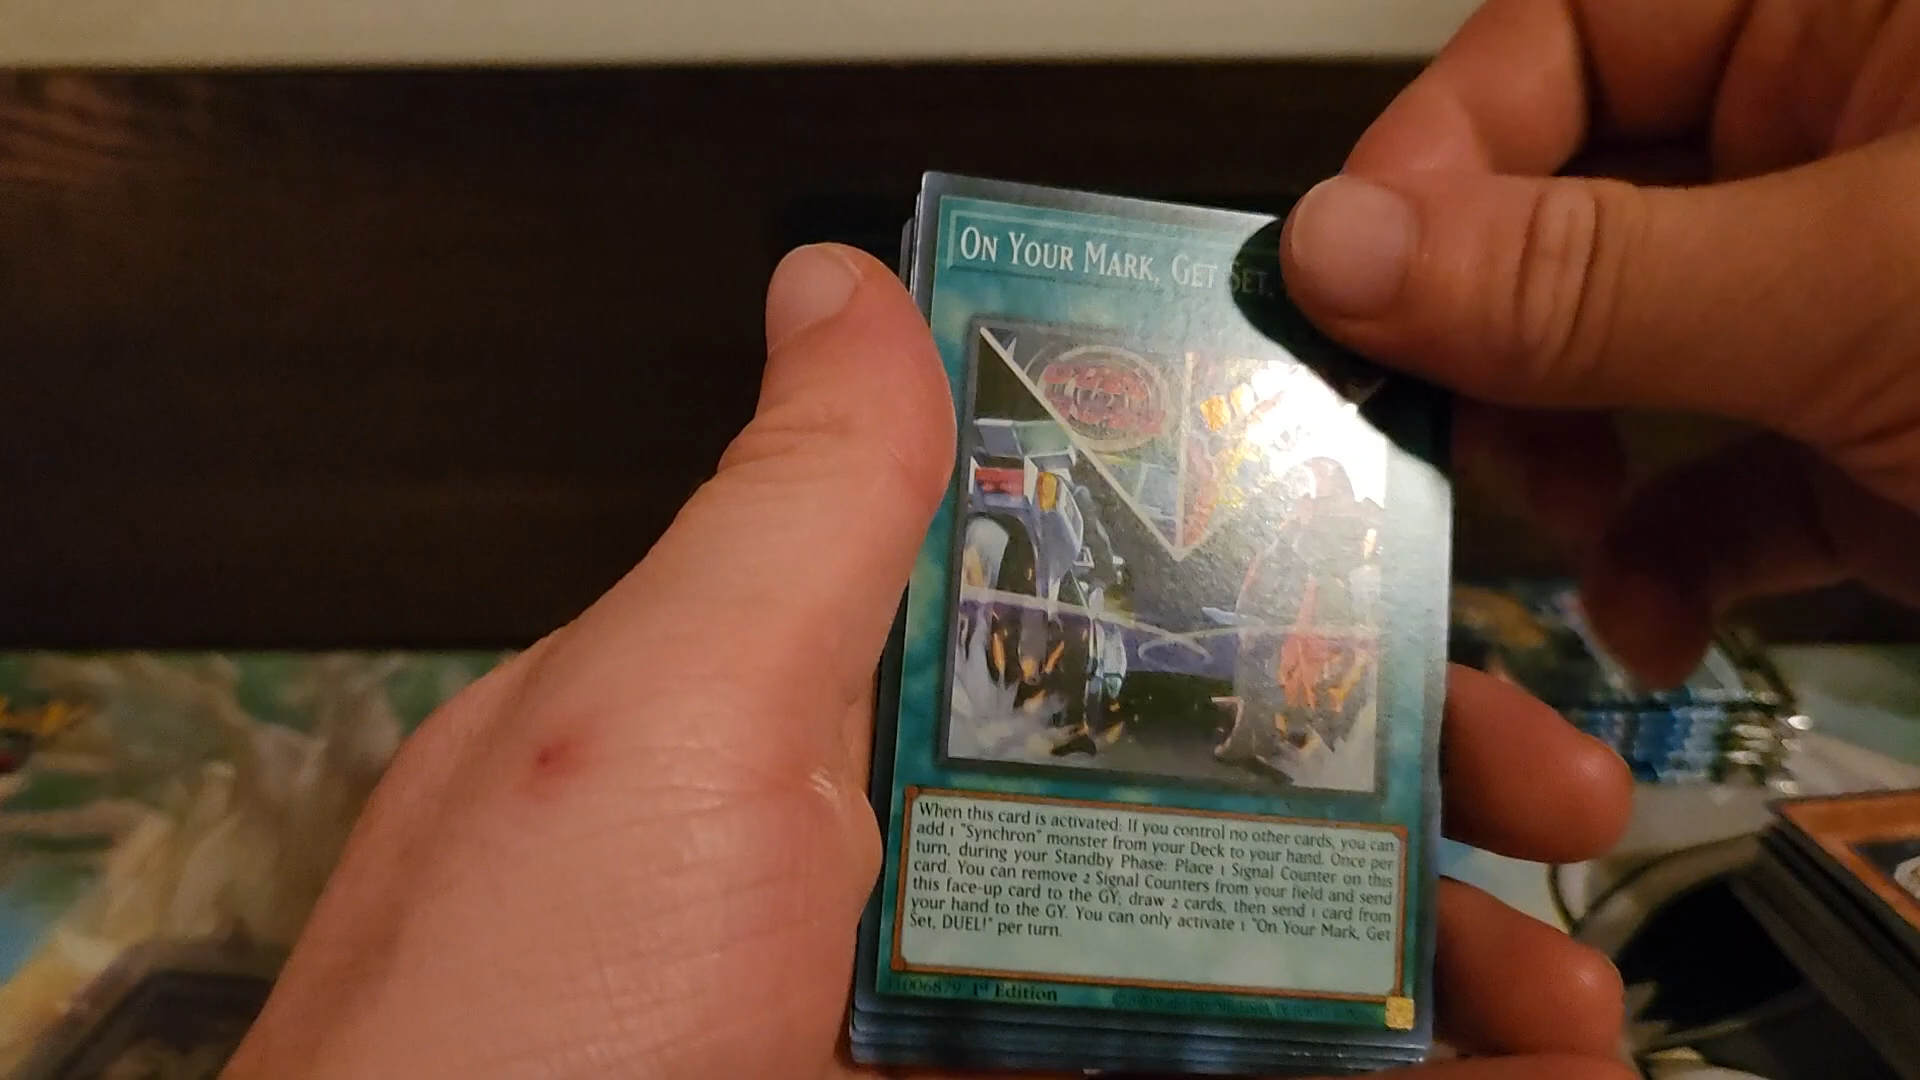 ON YOUR MARK, GET SET,
When this card is activated: If you control no other cards, you can
add 1 "Synchron" monster from your Deck to your hand. Once per
turn, during your Standby Phase: Place 1 Signal Counter on this
card. You can remove 2 Signal Counters from your field and send
this face-up card to the GY; draw 2 cards, then send 1 card from
your hand to the GY. You can only activate 1 "On Your Mark, Get
Set, DUEL!" per turn.
1st Edition